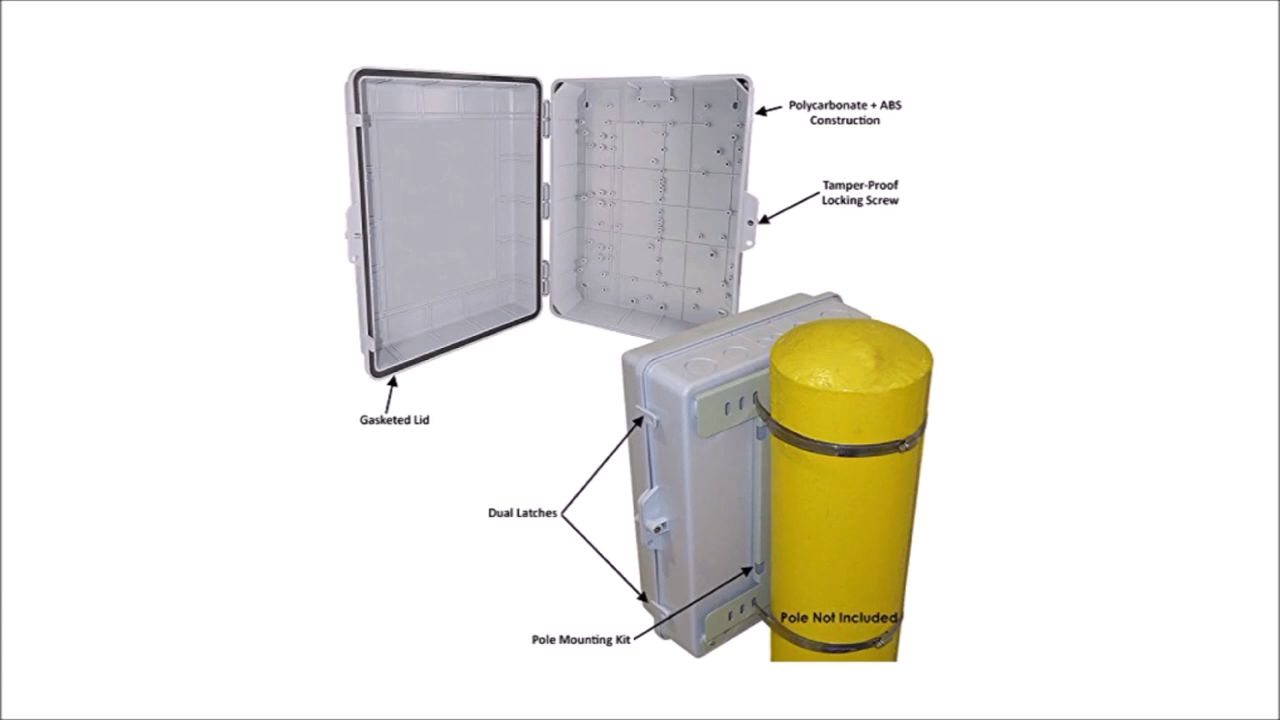 Polycarbonate + ABS
Construction
Tamper-Proof
Locking Screw
Gasketed Lid
Dual Latches
Pole Mounting Kit
Pole Not Included